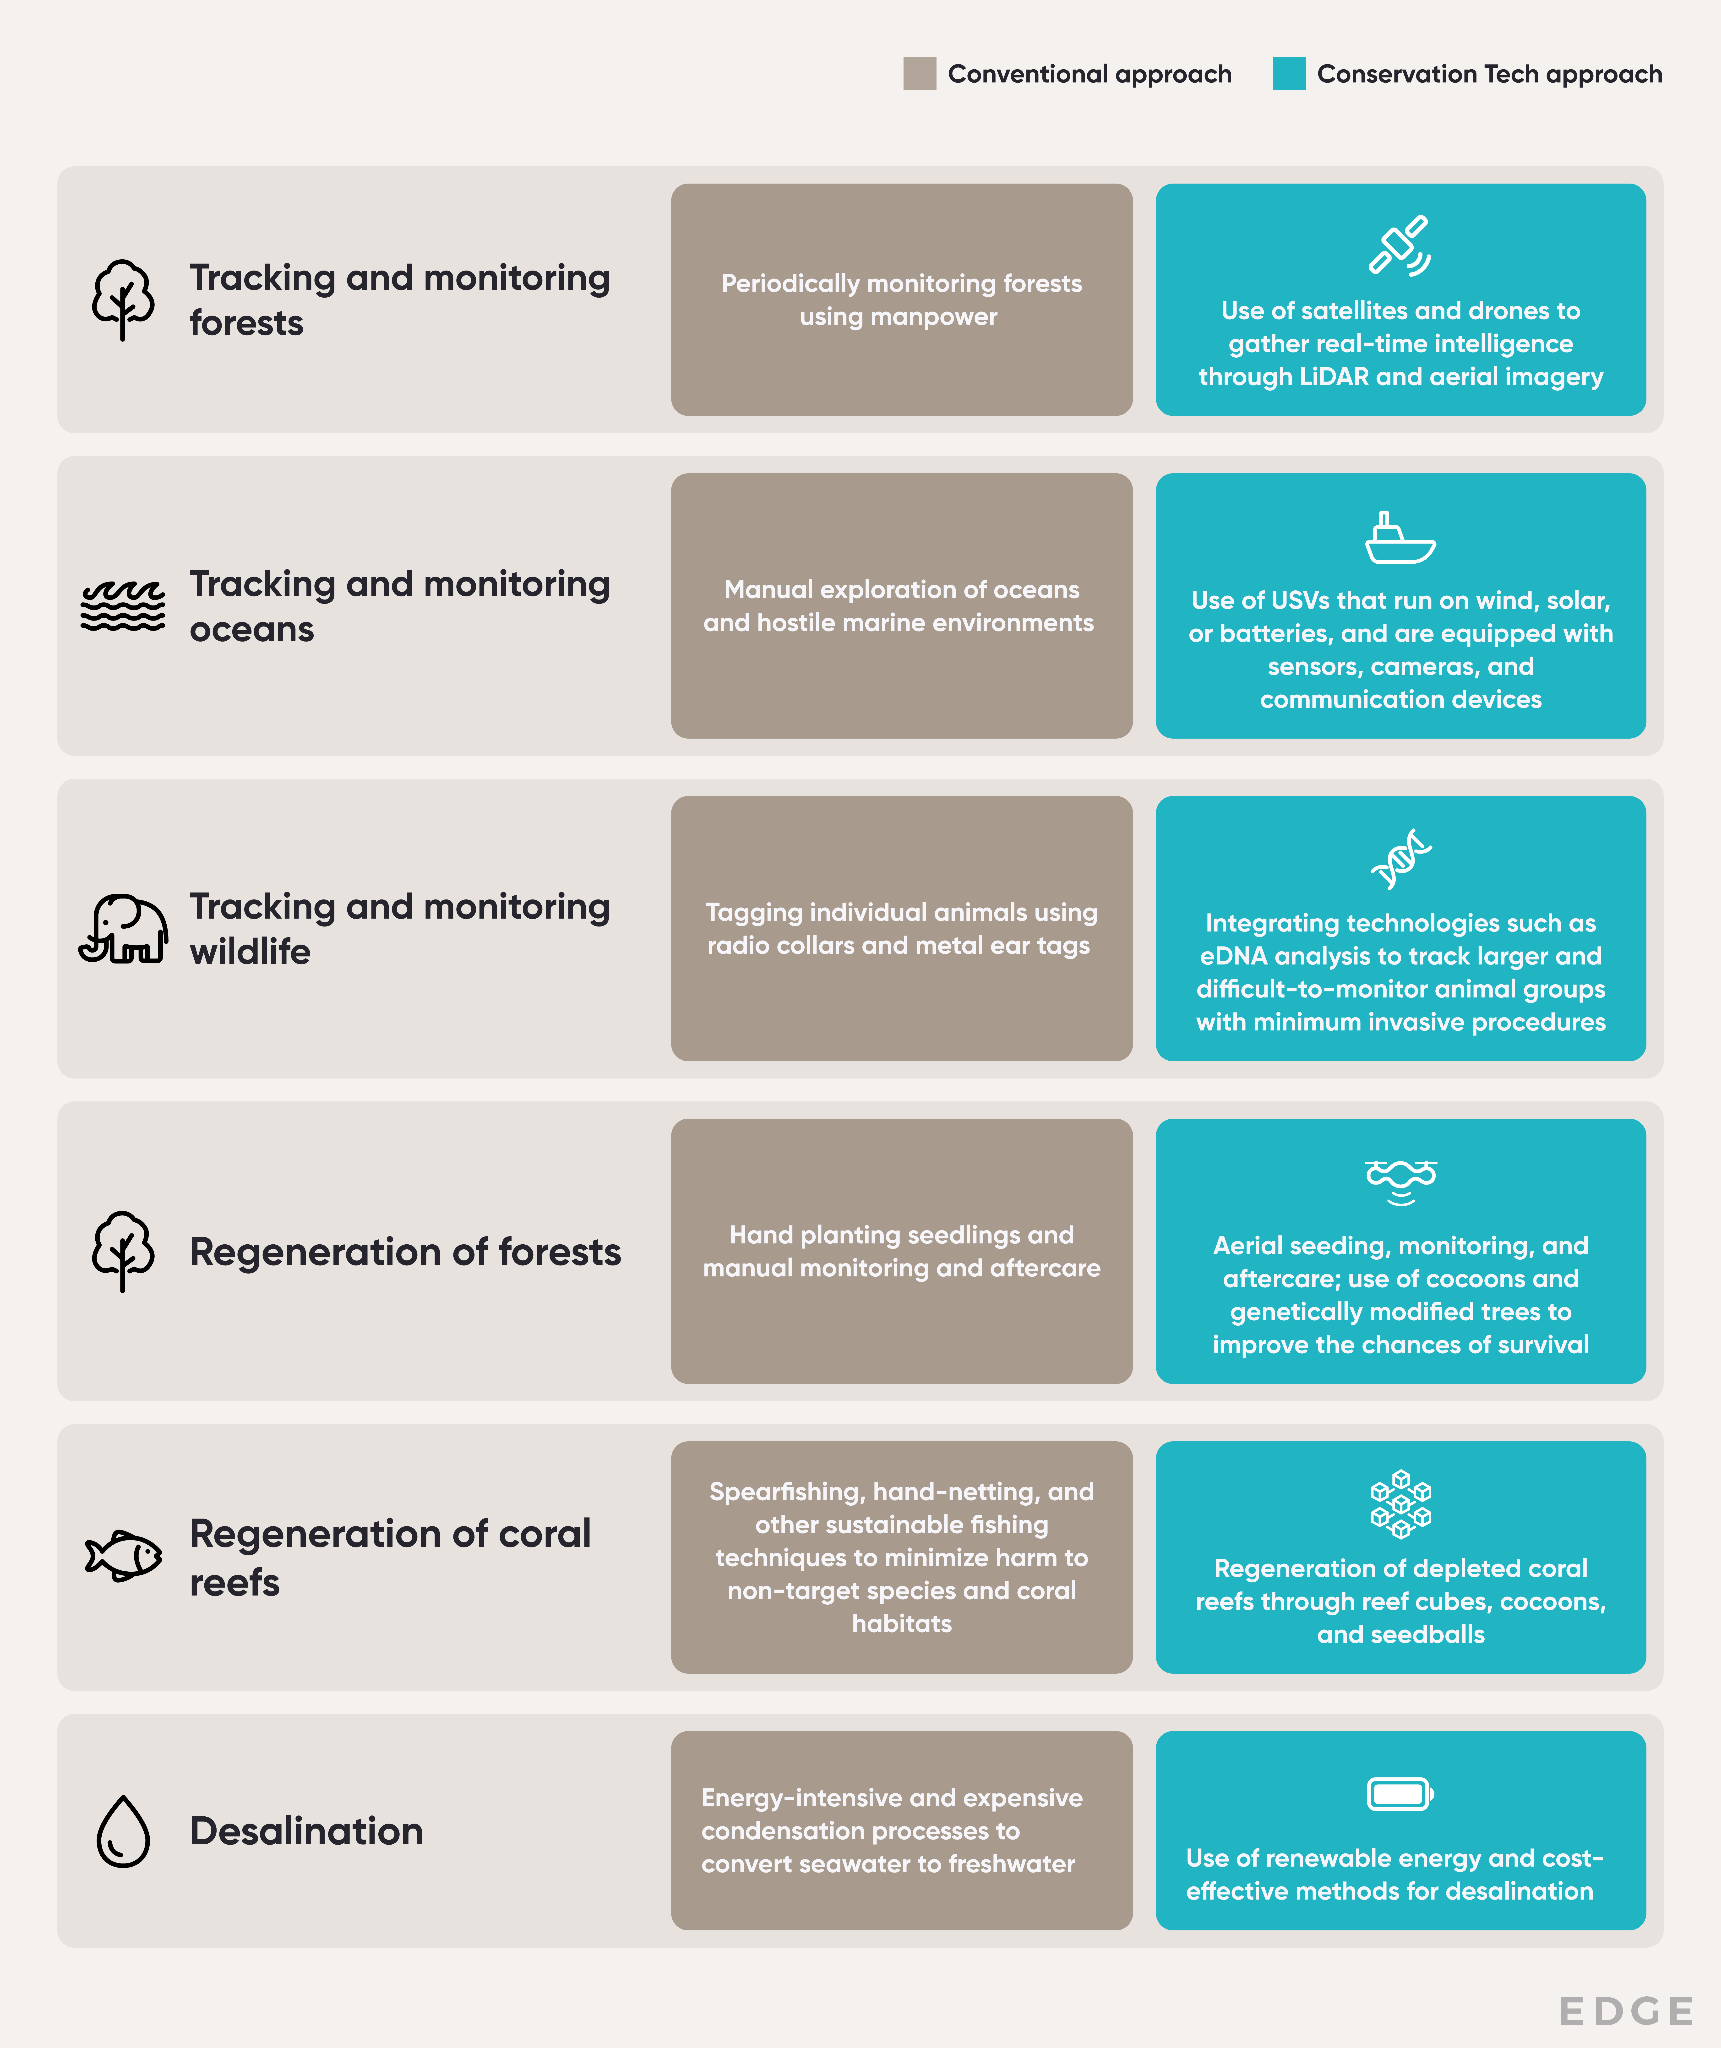 Conventional approach
Conservation Tech approach
Tracking and monitoring
forests
Periodically monitoring forests
using manpower
Use of satellites and drones to
gather real-time intelligence
through LiDAR and aerial imagery
Tracking and monitoring
oceans
Manual exploration of oceans
and hostile marine environments
Use of USVs that run on wind, solar,
or batteries, and are equipped with
sensors, cameras, and
communication devices
Tracking and monitoring
wildlife
Tagging individual animals using
radio collars and metal ear tags
Integrating technologies such as
eDNA analysis to track larger and
difficult-to-monitor animal groups
with minimum invasive procedures
Regeneration of forests
Hand planting seedlings and
manual monitoring and aftercare
Aerial seeding, monitoring, and
aftercare; use of cocoons and
genetically modified trees to
improve the chances of survival
Regeneration of coral
reefs
Spearfishing, hand-netting, and
other sustainable fishing
techniques to minimize harm to
non-target species and coral
habitats
Regeneration of depleted coral
reefs through reef cubes, cocoons,
and seedballs
Desalination
Energy-intensive and expensive
condensation processes to
convert seawater to freshwater
Use of renewable energy and cost-
effective methods for desalination
EDGE